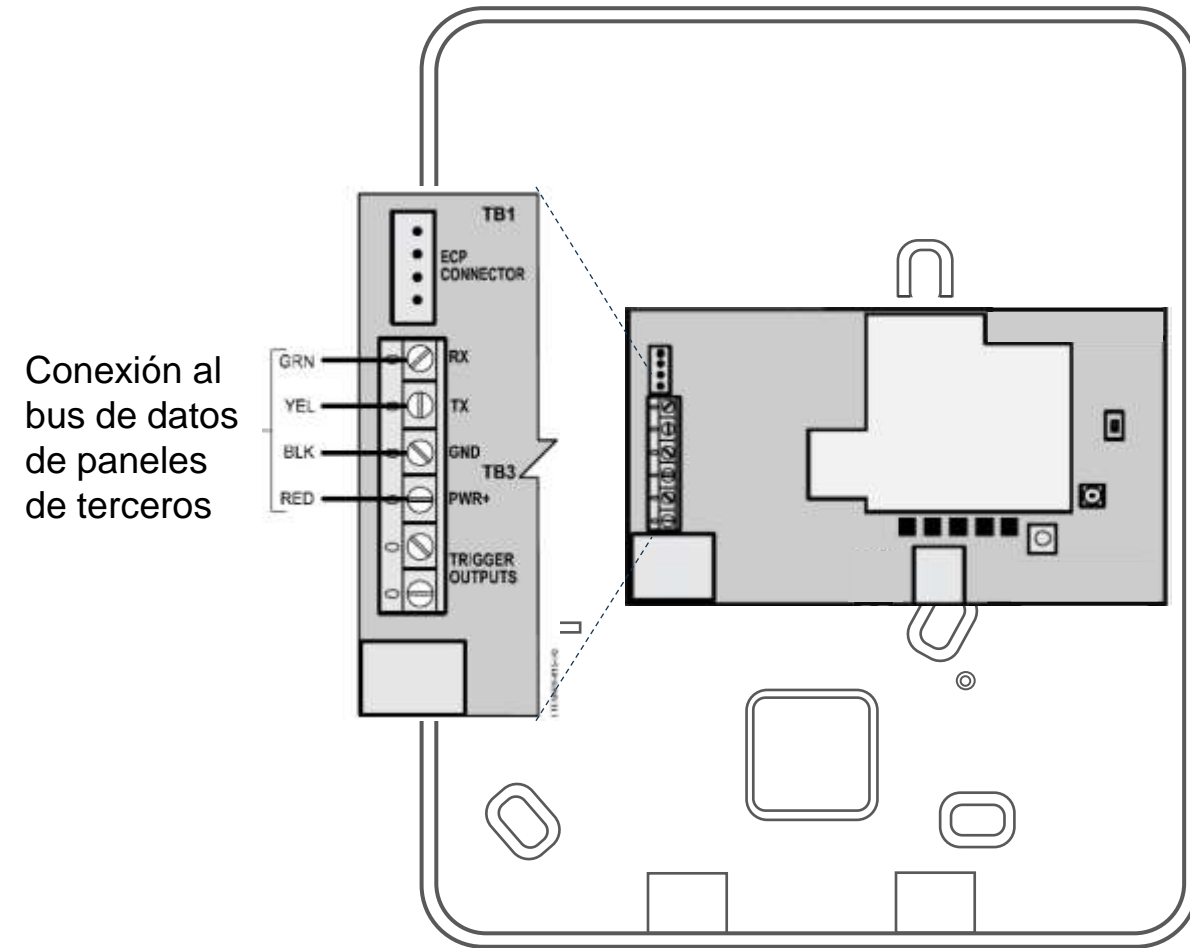 TB1
ECP
CONNECTOR
Conexión al
bus de datos
de paneles
de terceros
GRN
YEL
BLK
RED
RX
TX
GND
TB3
PWR+
TRIGGER
OUTPUTS